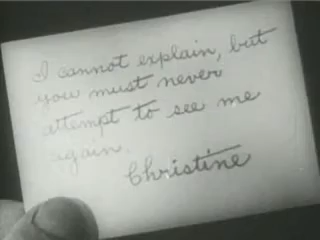 I cannot explain, but
you must never
attempt to see me
again.
Christine